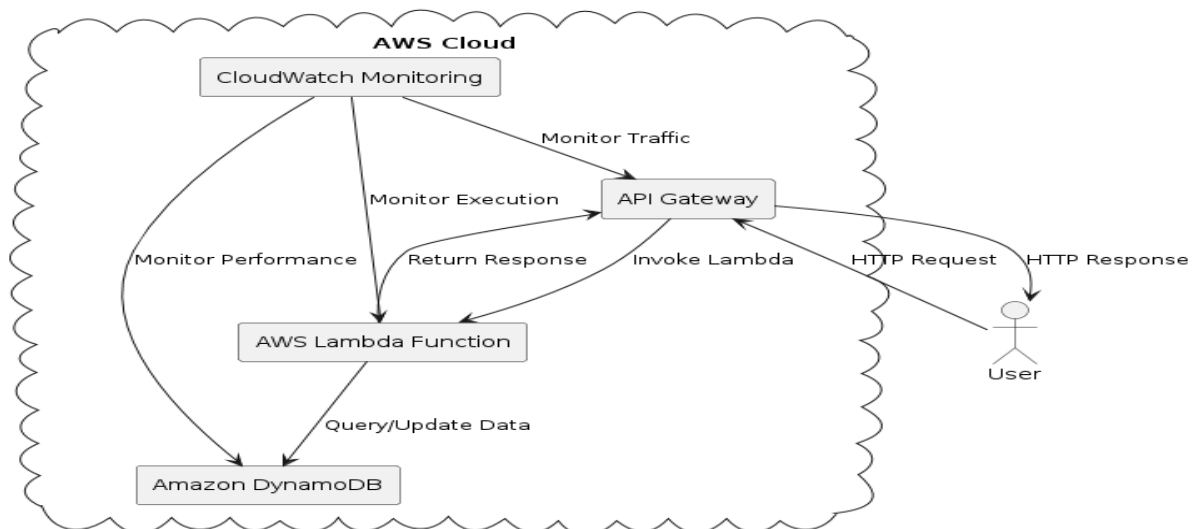 AWS Cloud
CloudWatch Monitoring
Monitor Traffic
Monitor Execution
API Gateway
Monitor Performance
Return Response
Invoke Lambda
HTTP Request
HTTP Response
AWS Lambda Function
User
Query/Update Data
Amazon DynamoDB